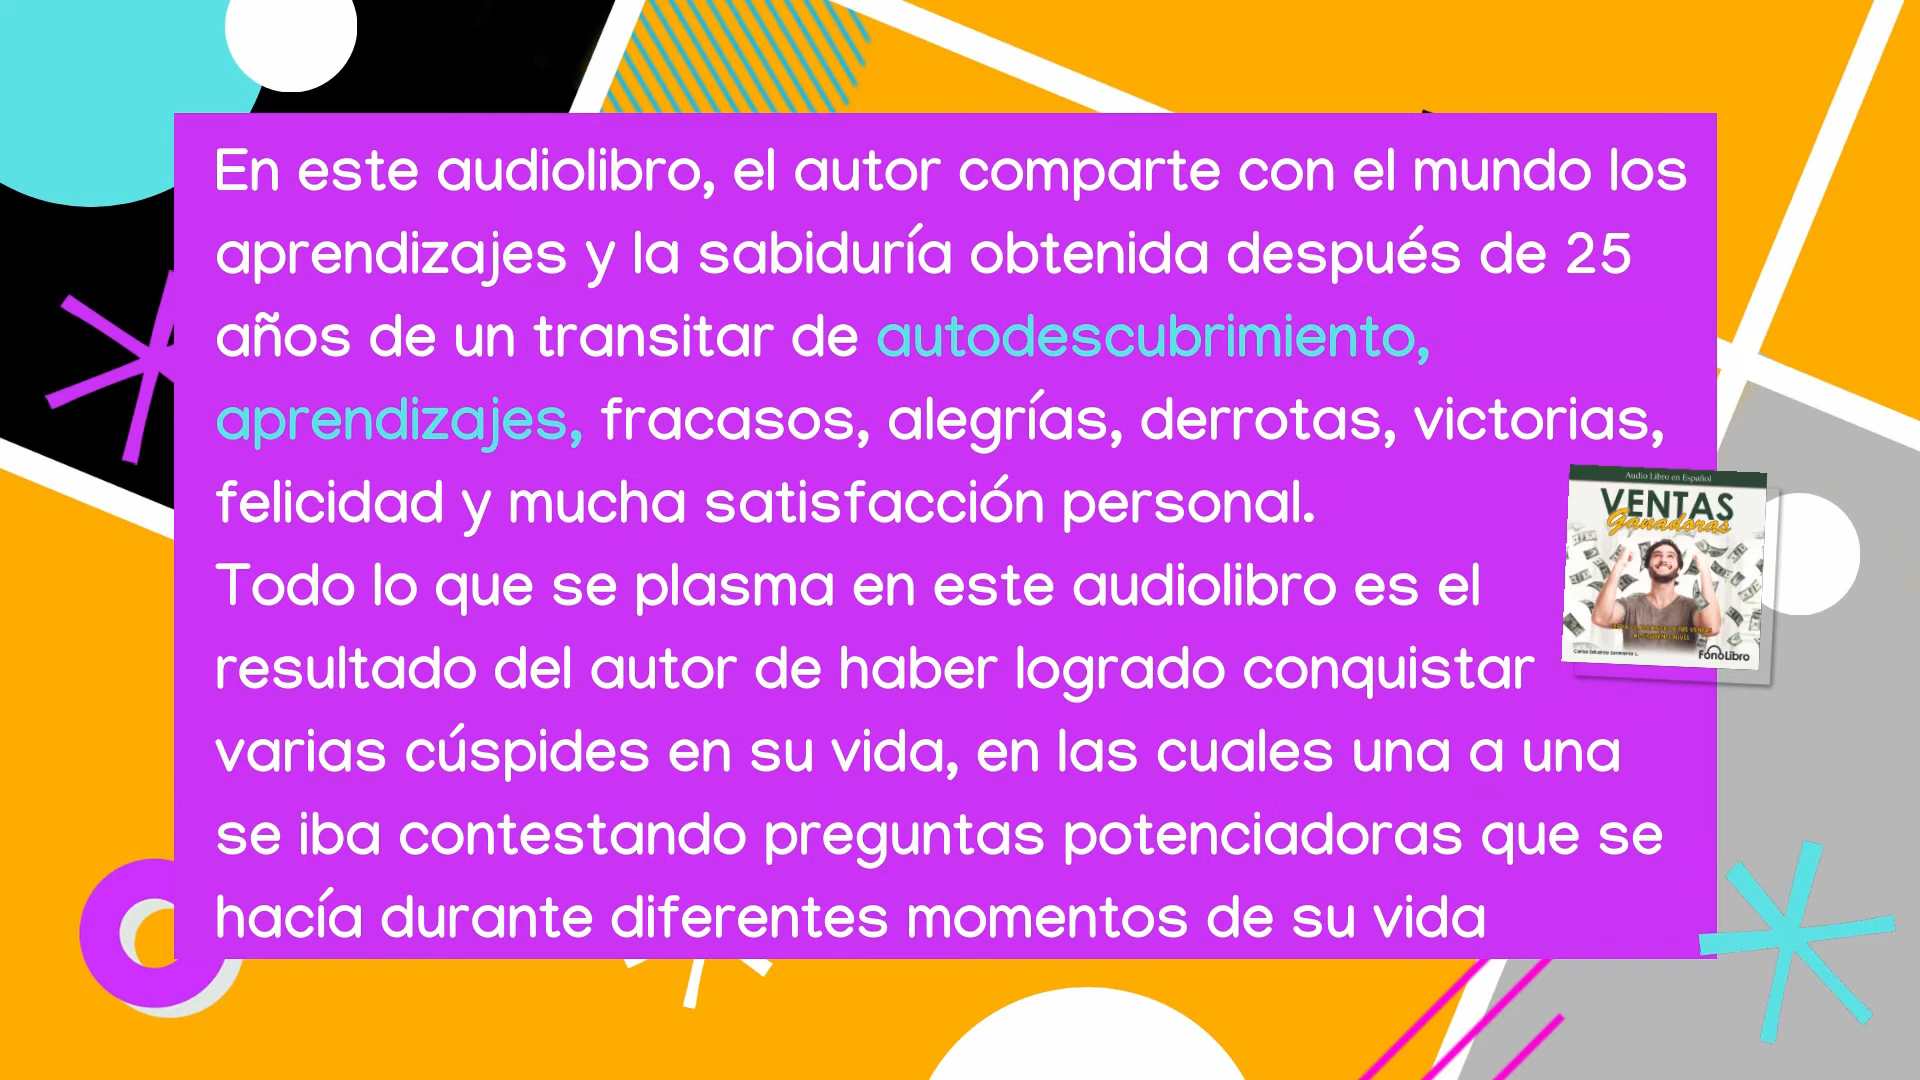 En este audiolibro, el autor comparte con el mundo los
aprendizajes y la sabiduría obtenida después de 25
años de un transitar de autodescubrimiento,
aprendizajes, fracasos, alegrías, derrotas, victorias,
felicidad y mucha satisfacción personal.
Todo lo que se plasma en este audiolibro es el
resultado del autor de haber logrado conquistar
varias cúspides en su vida, en las cuales una a una
se iba contestando preguntas potenciadoras que se
hacía durante diferentes momentos de su vida
Audio Libro en Español
VENTAS
Ganadoras
Carlos Eduardo Sarmiento L.
FonoLibro